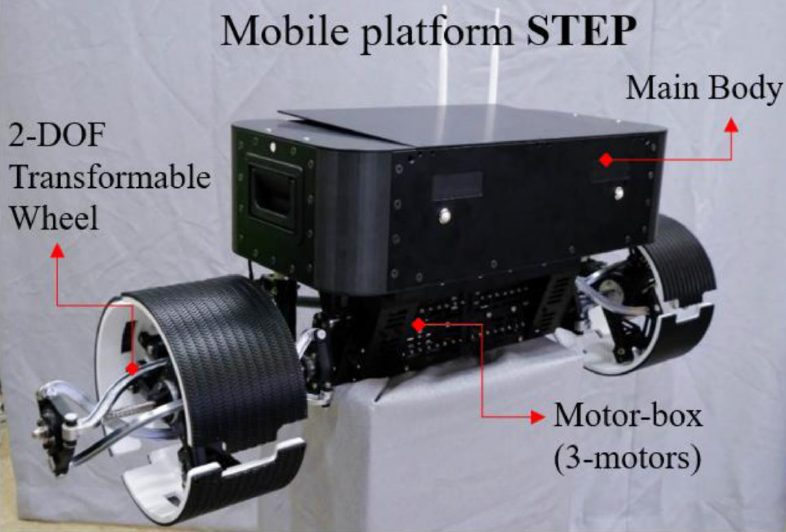 Mobile platform STEP
Main Body
2-DOF
Transformable
Wheel
Motor-box
(3-motors)